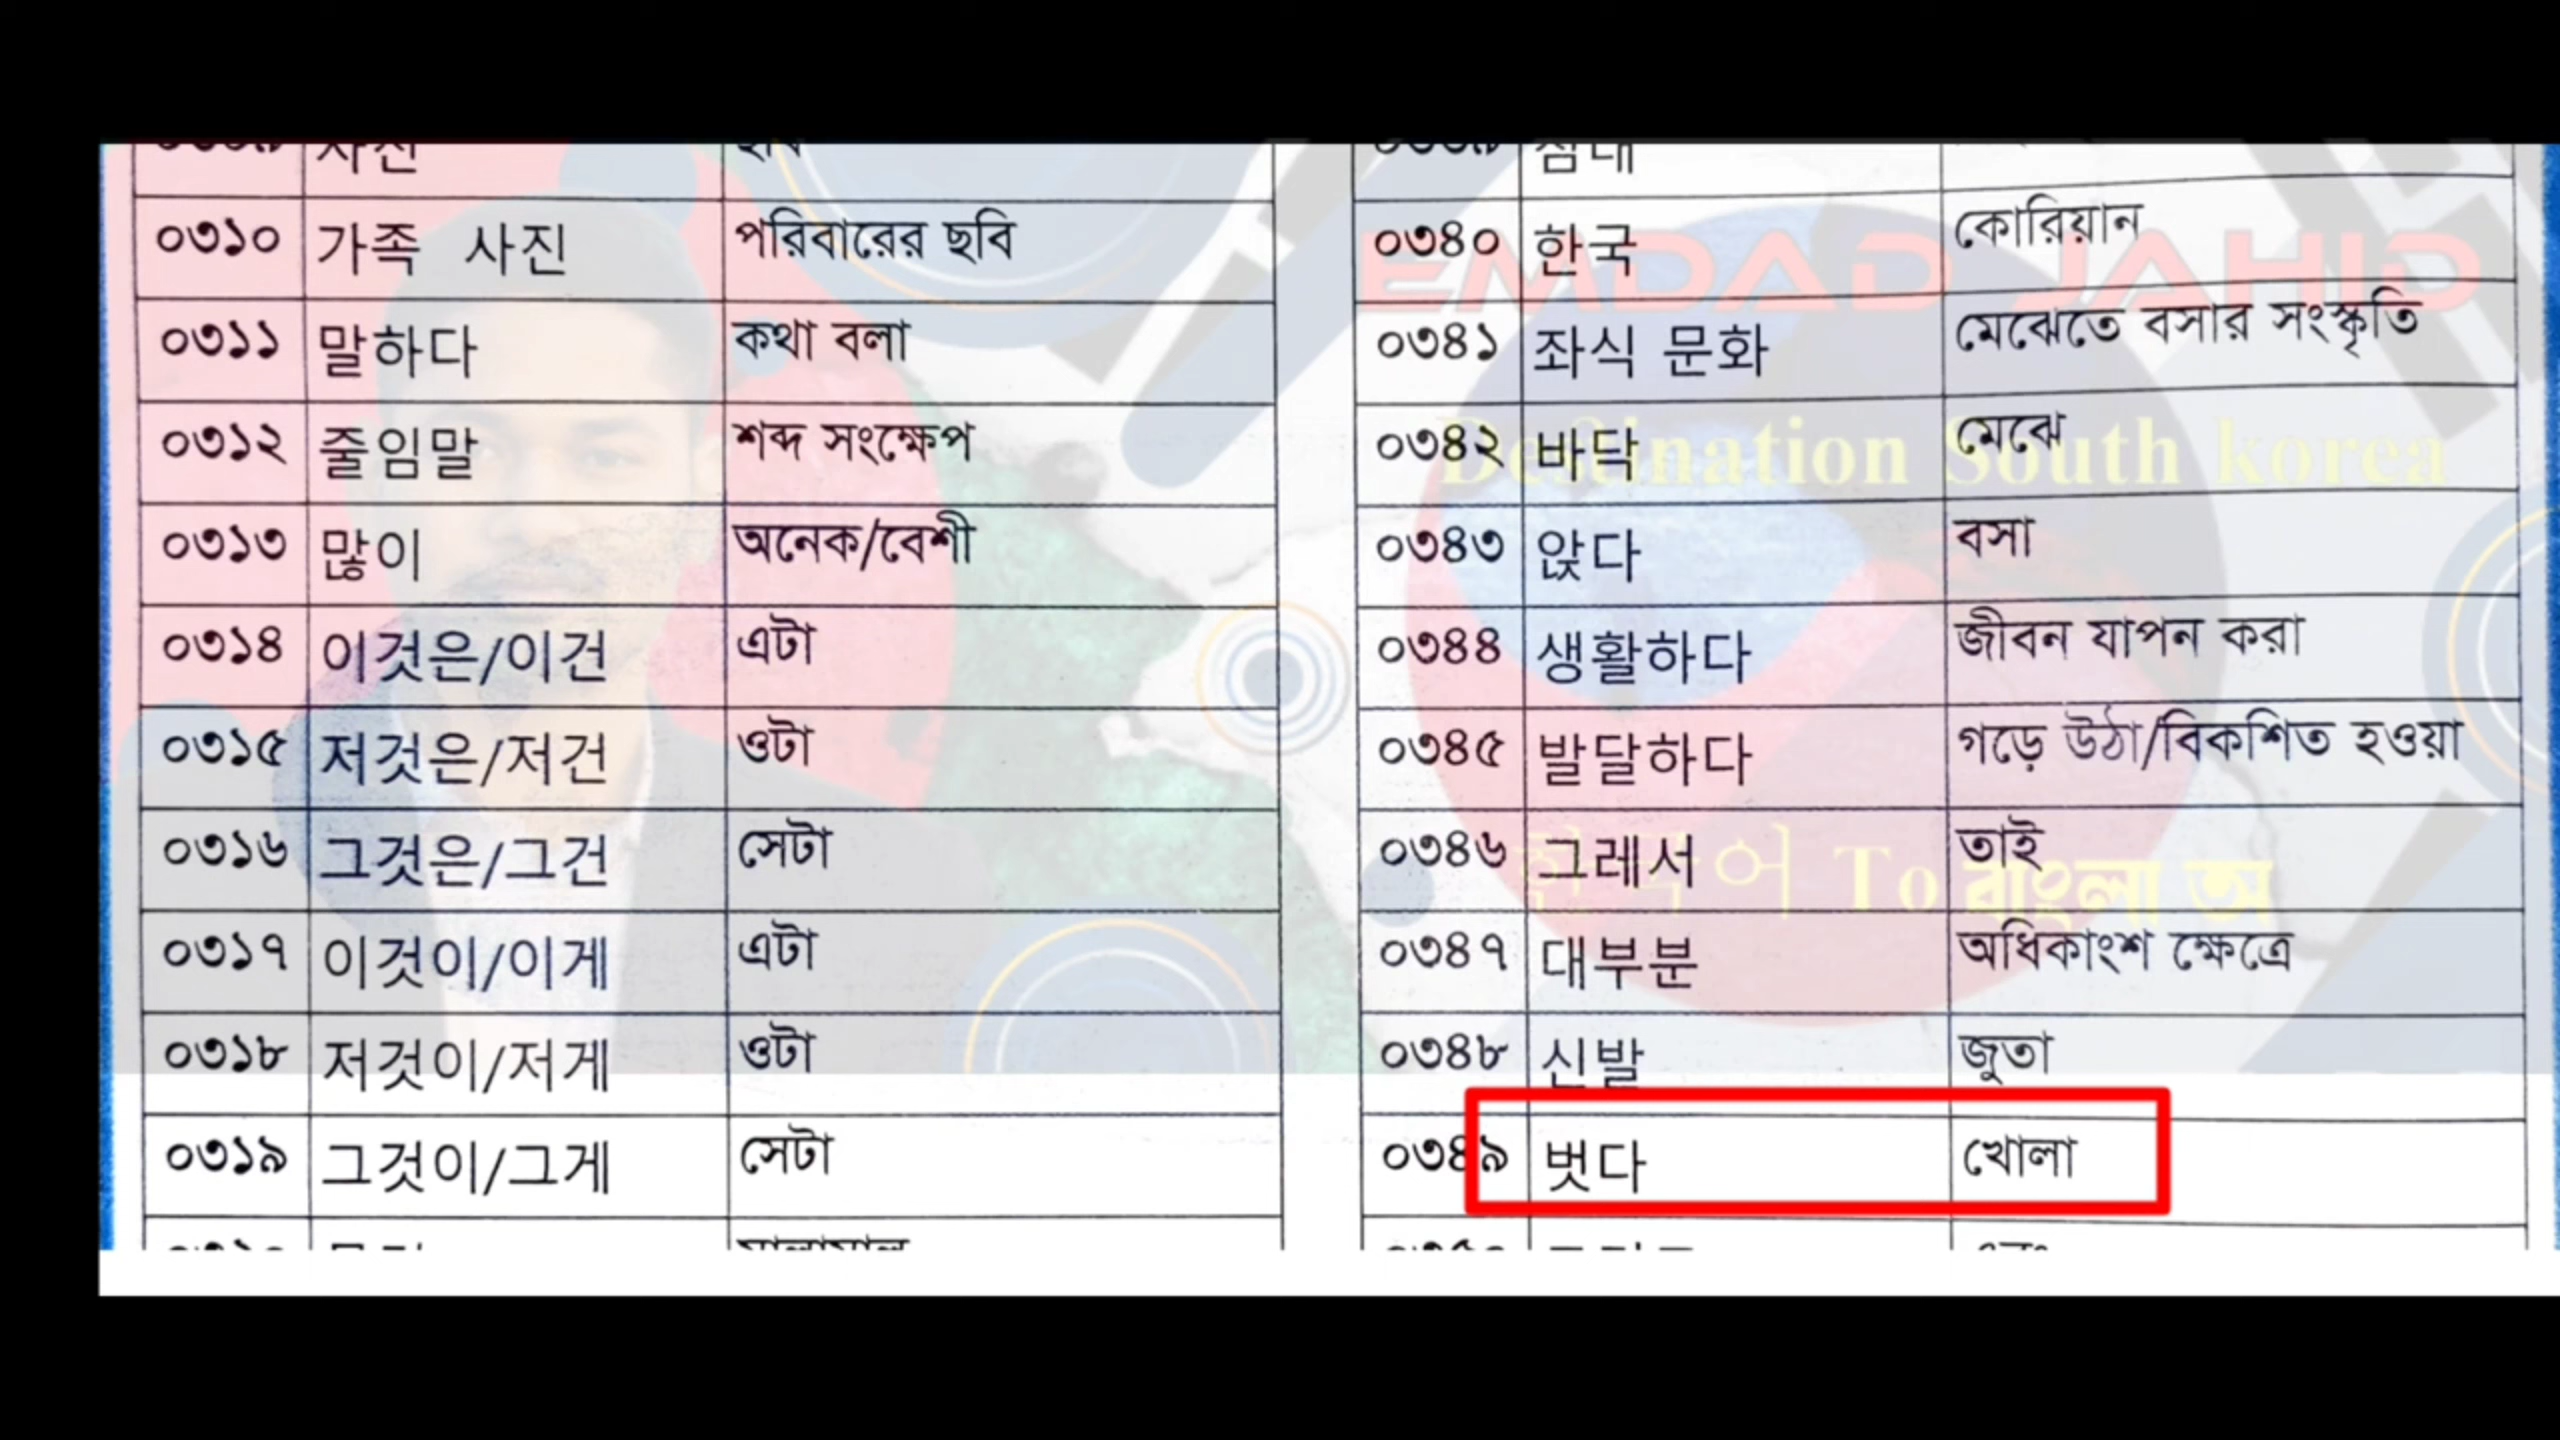 ০৩১০ 가족 사진 পরিবারের ছবি
০৩১১ 말하다 কথা বলা
০৩১২ 줄임말 শব্দ সংক্ষেপ
০৩১৩ 많이 অনেক/বেশী
০৩১৪ 이것은/이건 এটা
০৩১৫ 저것은/저건 ওটা
০৩১৬ 그것은/그건 সেটা
০৩১৭ 이것이/이게 এটা
০৩১৮ 저것이/저게 ওটা
০৩১৯ 그것이/그게 সেটা
০৩৪০ 한국 কোরিয়ান
০৩৪১ 좌식 문화 মেঝেতে বসার সংস্কৃতি
০৩৪২ 바닥 মেঝে
০৩৪৩ 앉다 বসা
০৩৪৪ 생활하다 জীবন যাপন করা
০৩৪৫ 발달하다 গড়ে উঠা/বিকশিত হওয়া
০৩৪৬ 그레서 তাই
০৩৪৭ 대부분 অধিকাংশ ক্ষেত্রে
০৩৪৮ 신발 জুতা
০৩৪৯ 벗다 খোলা
EMDAD JAHID
Destination South korea
To বাংলা অ